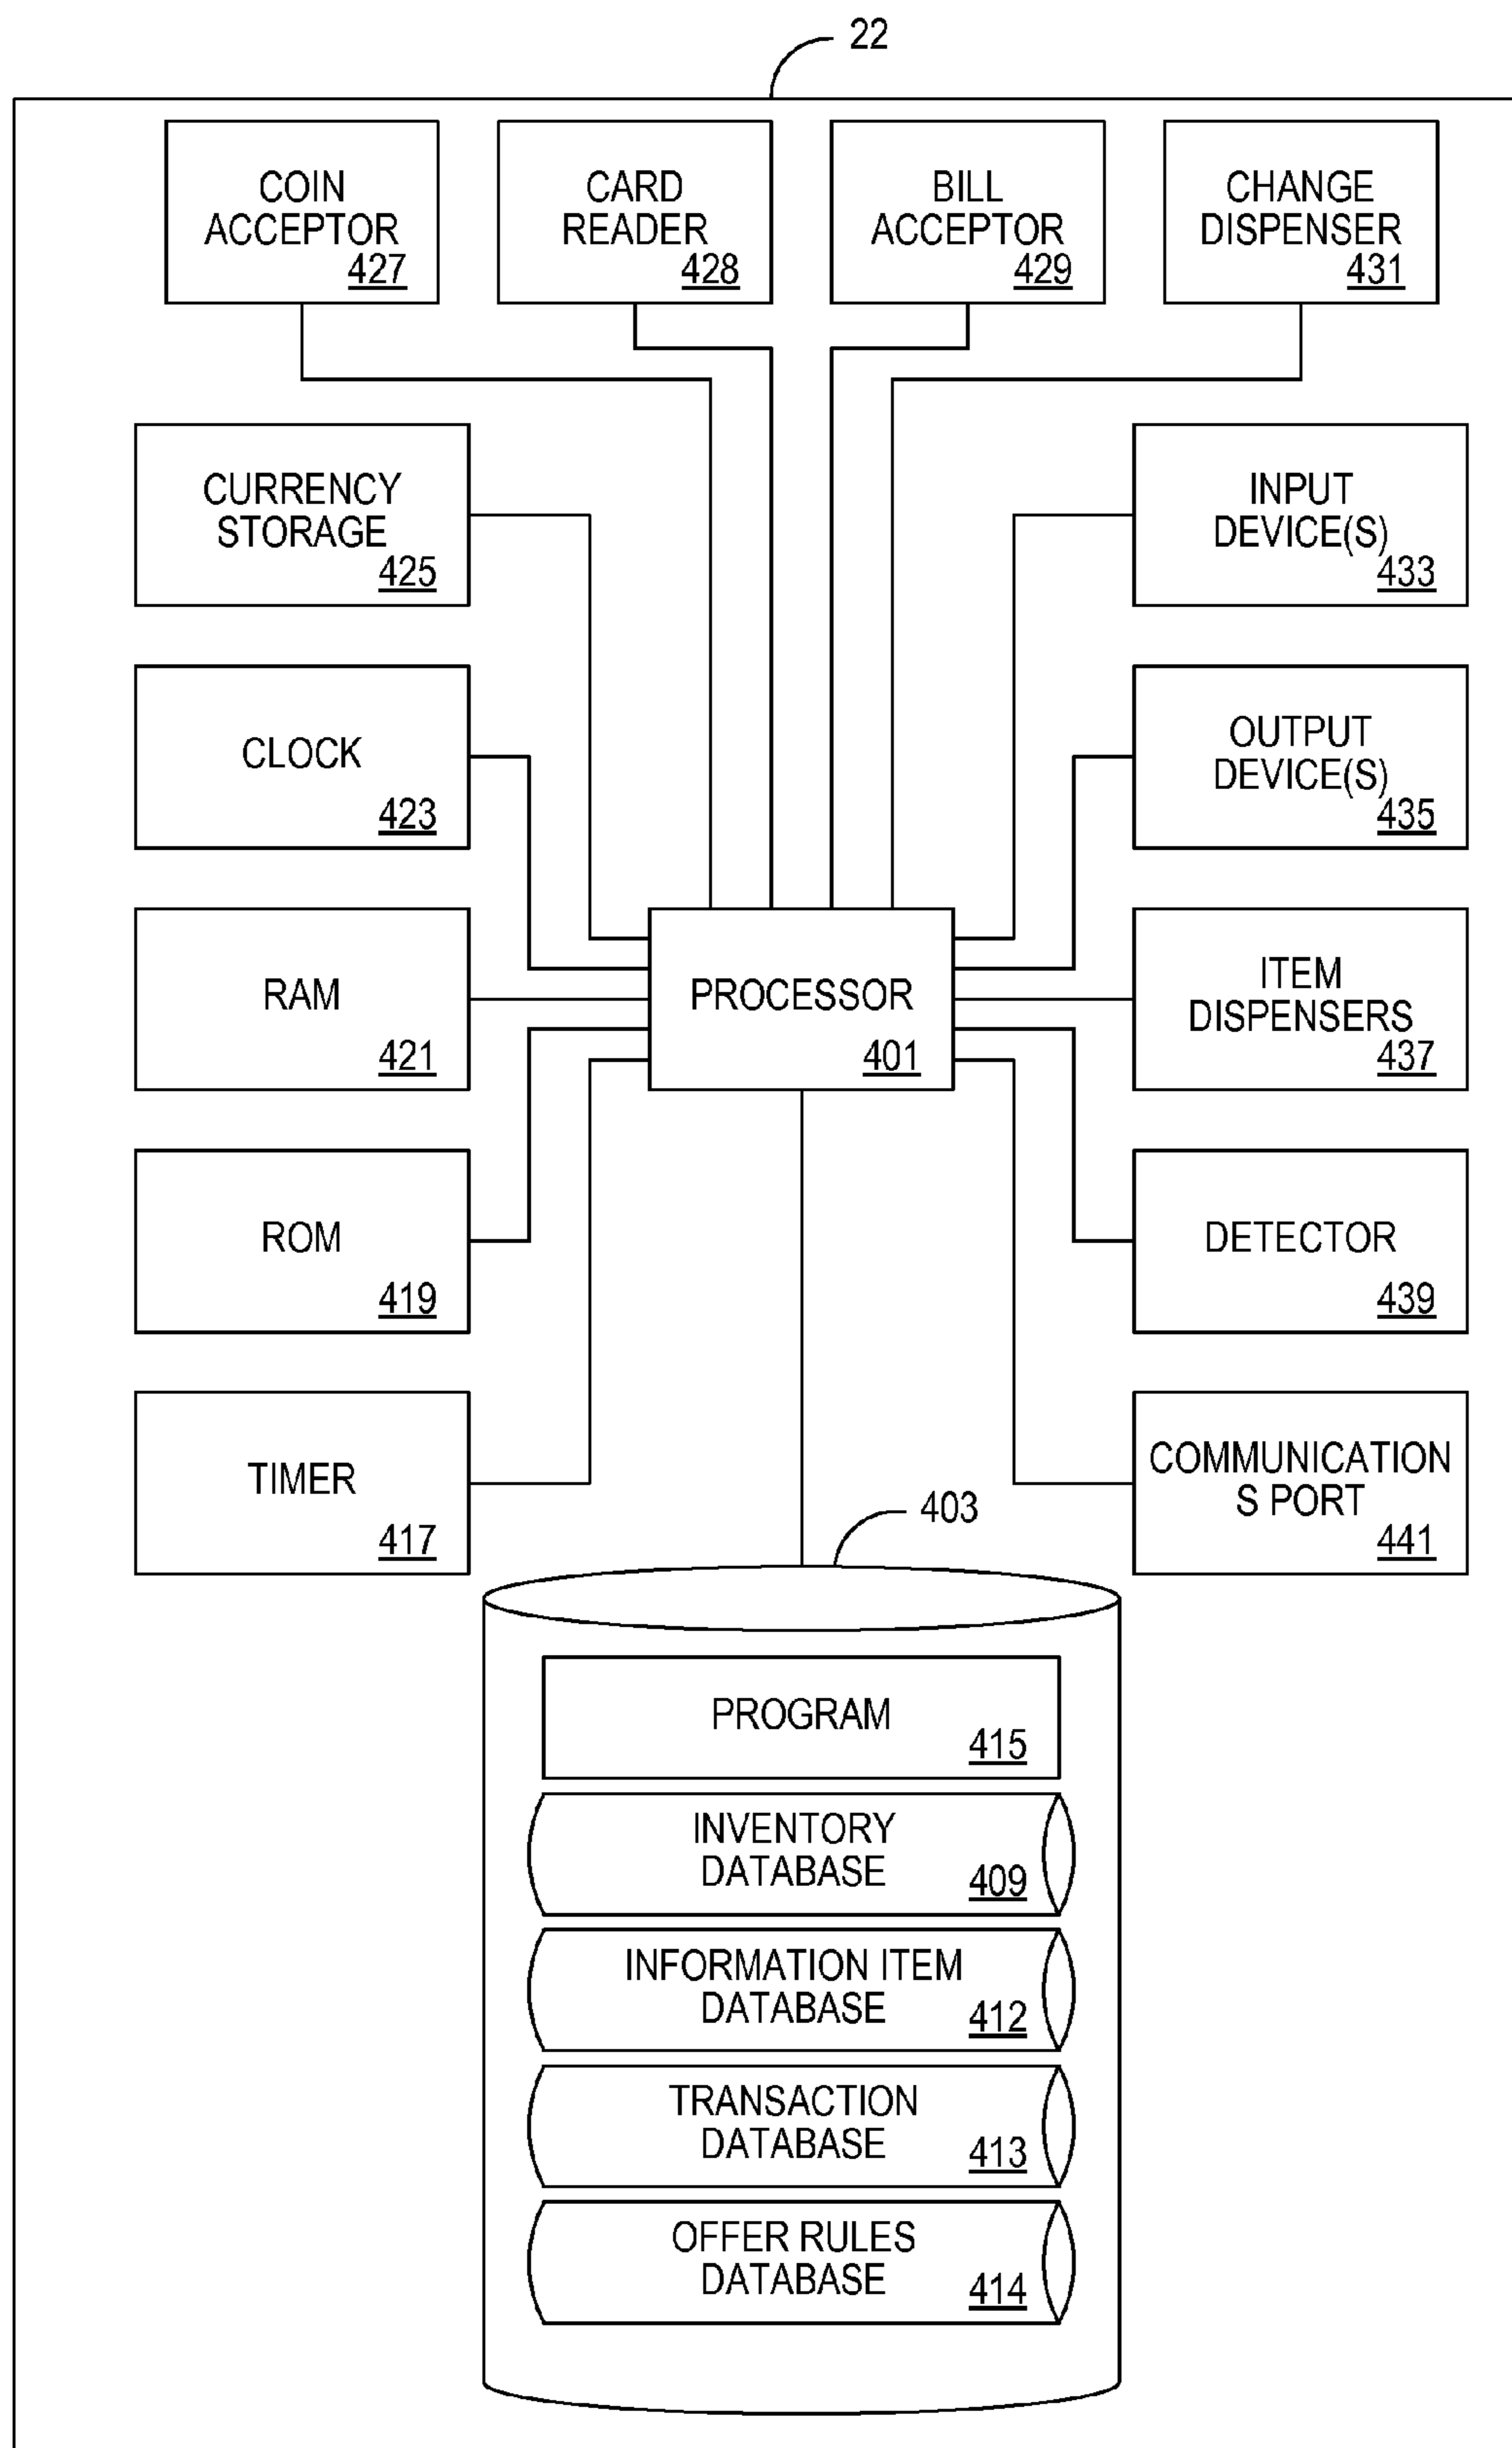 22
COIN
ACCEPTOR
427
CARD
READER
428
BILL
ACCEPTOR
429
CHANGE
DISPENSER
431
CURRENCY
STORAGE
425
INPUT
DEVICE(S)
433
CLOCK
423
OUTPUT
DEVICE(S)
435
RAM
421
PROCESSOR
401
ITEM
DISPENSERS
437
ROM
419
DETECTOR
439
TIMER
417
COMMUNICATION
S PORT
441
403
PROGRAM
415
INVENTORY
DATABASE
409
INFORMATION ITEM
DATABASE
412
TRANSACTION
DATABASE
413
OFFER RULES
DATABASE
414